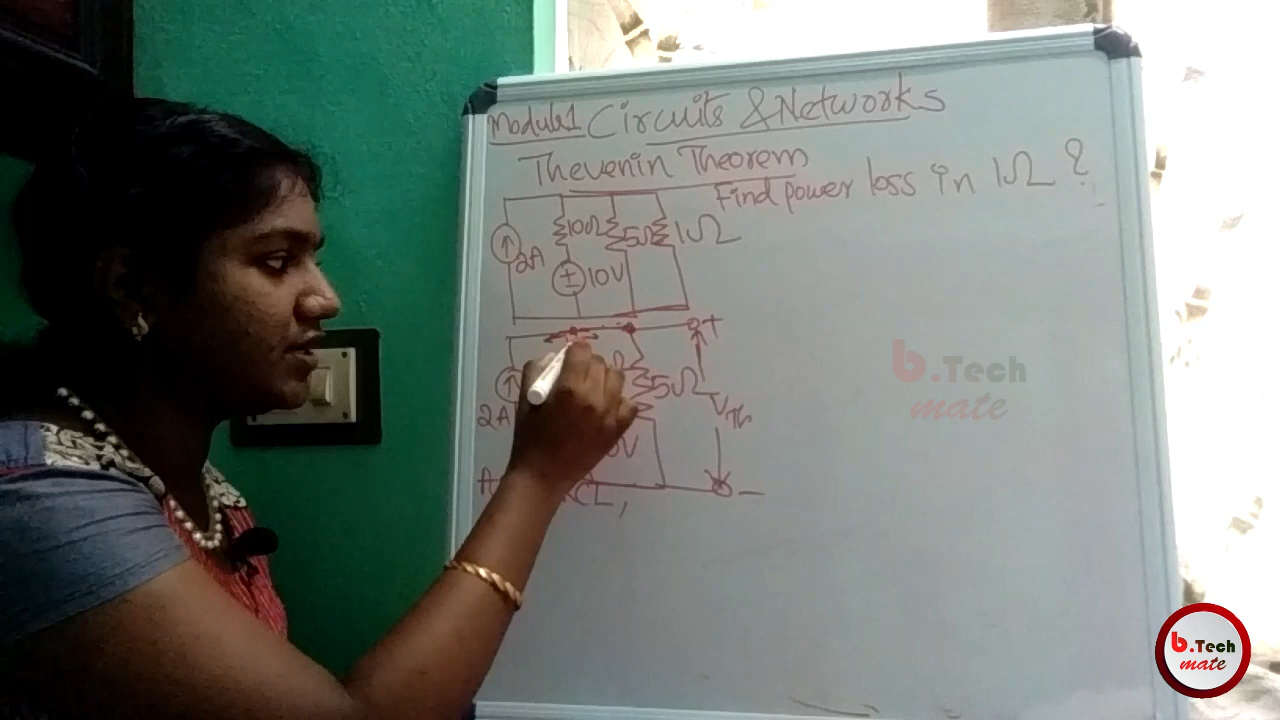 Module1 Circuits & Networks
Thevenin Theorem
Find power loss in 1Ω ?
10Ω 5Ω 1Ω
2A
± 10V
+
5Ω
2A
VTh
V
KCL,
−
b.Tech
mate
b.Tech
mate